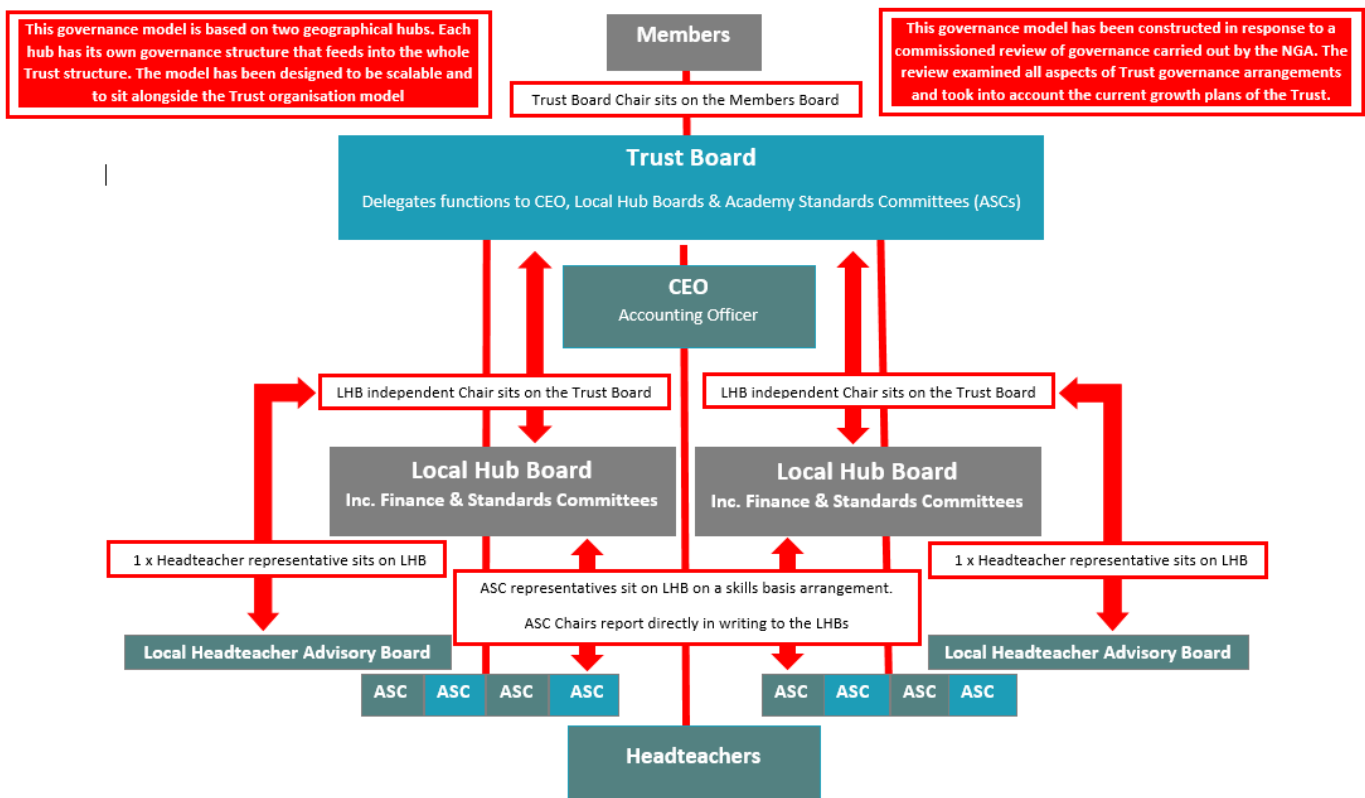 This governance model is based on two geographical hubs. Each
hub has its own governance structure that feeds into the whole
Trust structure. The model has been designed to be scalable and
to sit alongside the Trust organisation model
Members
This governance model has been constructed in response to a
commissioned review of governance carried out by the NGA. The
review examined all aspects of Trust governance arrangements
and took into account the current growth plans of the Trust.
Trust Board Chair sits on the Members Board
Trust Board
Delegates functions to CEO, Local Hub Boards & Academy Standards Committees (ASCs)
CEO
Accounting Officer
LHB independent Chair sits on the Trust Board
LHB independent Chair sits on the Trust Board
Local Hub Board
Inc. Finance & Standards Committees
Local Hub Board
Inc. Finance & Standards Committees
1 x Headteacher representative sits on LHB
1 x Headteacher representative sits on LHB
ASC representatives sit on LHB on a skills basis arrangement.
ASC Chairs report directly in writing to the LHBs
Local Headteacher Advisory Board
Local Headteacher Advisory Board
ASC ASC ASC ASC
ASC ASC ASC ASC
Headteachers